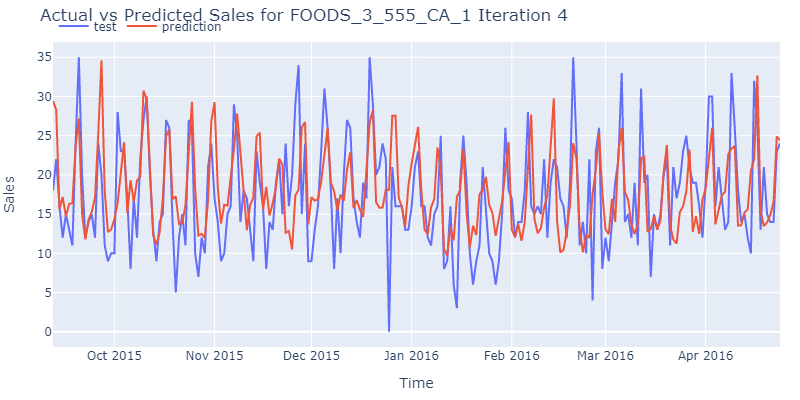 Actual vs Predicted Sales for FOODS_3_555_CA_1 Iteration 4
test prediction
35
30
25
20
15
10
5
0
Sales
Oct 2015 Nov 2015 Dec 2015 Jan 2016 Feb 2016 Mar 2016 Apr 2016
Time